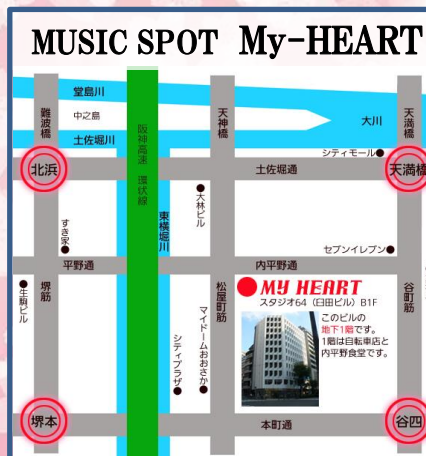 MUSIC SPOT My-HEART
堂島川
中之島
土佐堀川
大川
難波橋
阪神高速 環状線
天神橋
天満橋
シティモール
北浜
土佐堀通
天満橋
大林ビル
東横堀川
すき家
セブンイレブン
平野通
内平野通
生駒ビル
堺筋
松屋町筋
谷町筋
MY HEART
スタジオ64（臼田ビル）B1F
このビルの
地下1階です。
1階は自転車店と
内平野食堂です。
マイドームおおさか
シティプラザ
堺本
本町通
谷四